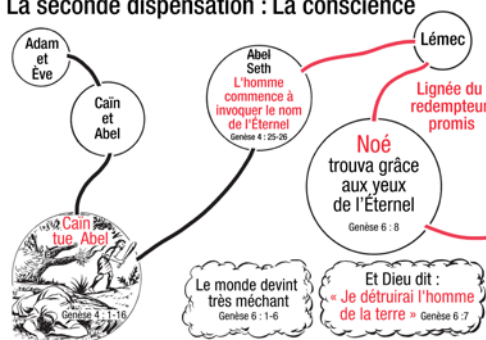 La seconde dispensation : La conscience
Adam
et
Ève
Caïn
et
Abel
Caïn
tue Abel
Genèse 4 : 1-16
Abel
Seth
L'homme
commence à
invoquer le nom
de l'Éternel
Genèse 4 : 25-26
Lémec
Lignée du
redempteur
promis
Noé
trouva grâce
aux yeux
de l'Éternel
Genèse 6 : 8
Le monde devint
très méchant
Genèse 6 : 1-6
Et Dieu dit :
« Je détruirai l'homme
de la terre » Genèse 6 :7